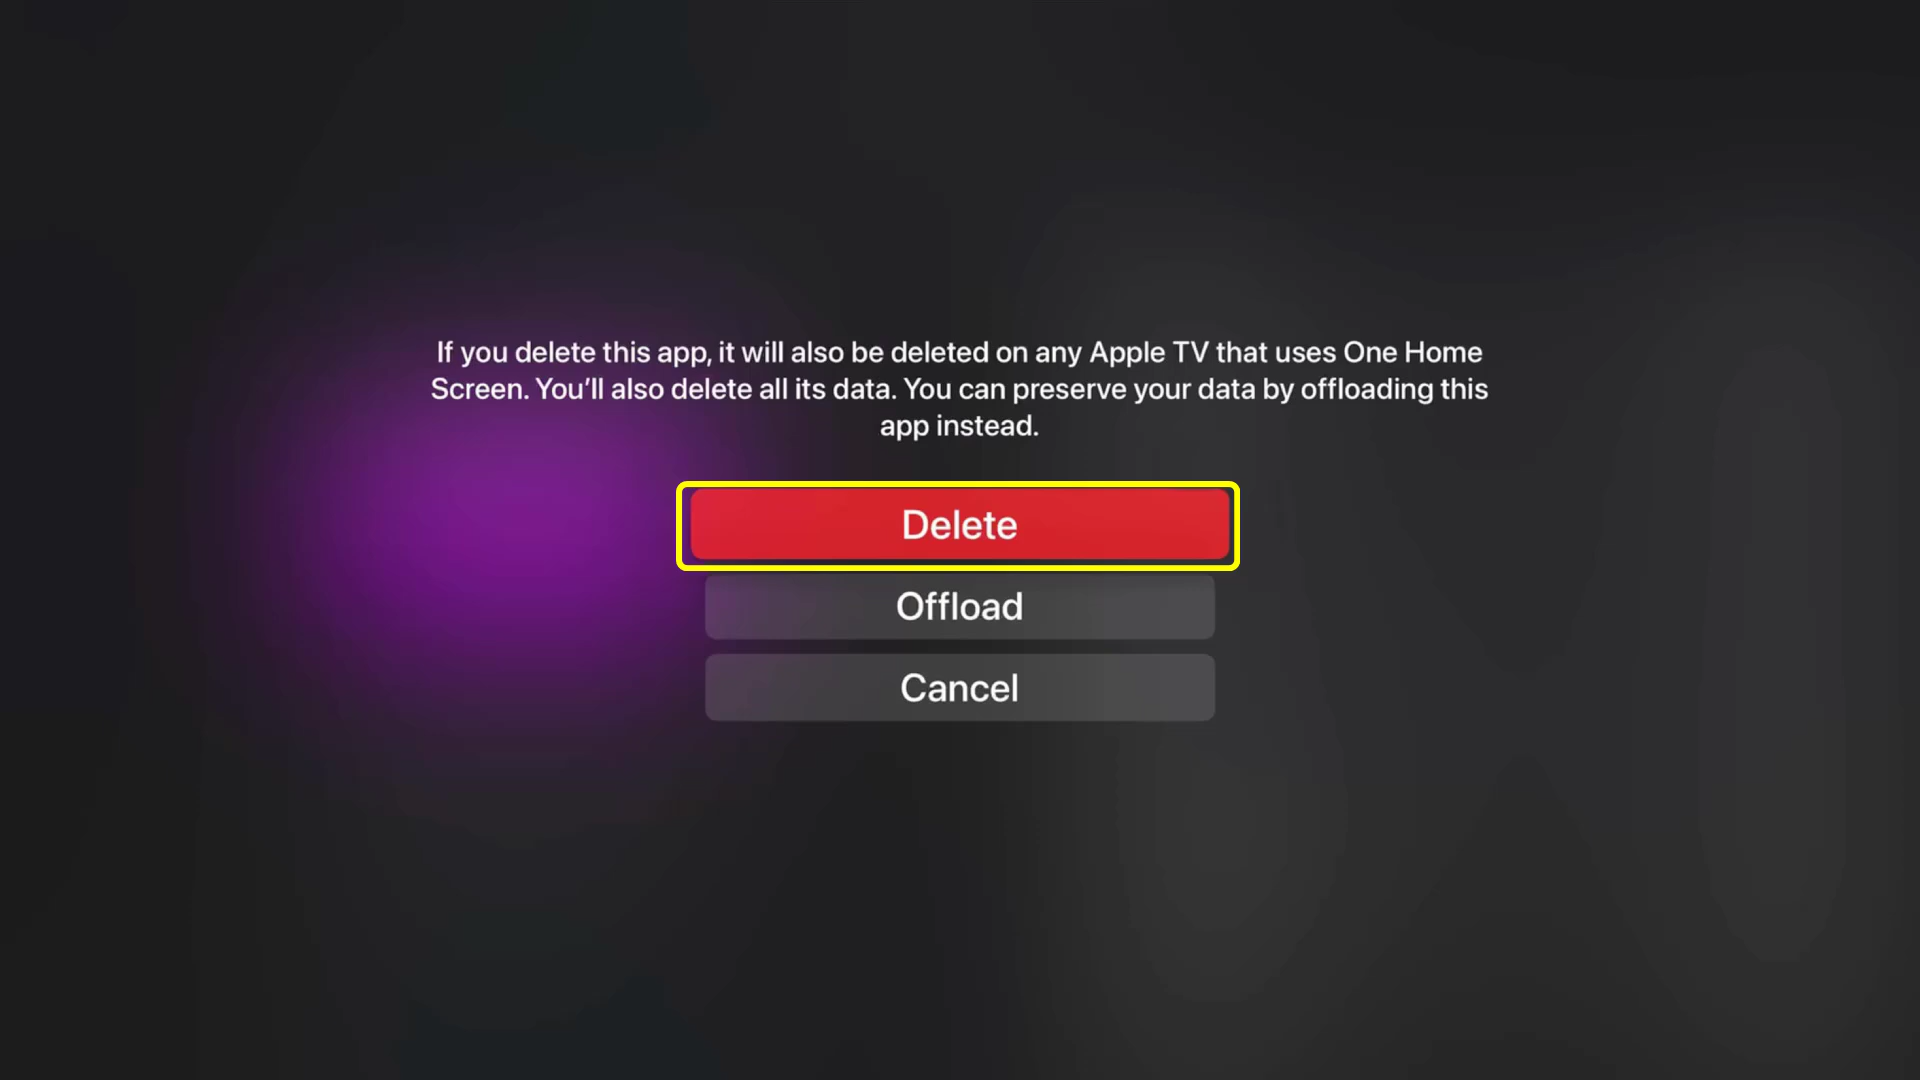 If you delete this app, it will also be deleted on any Apple TV that uses One Home
Screen. You’ll also delete all its data. You can preserve your data by offloading this
app instead.
Delete
Offload
Cancel